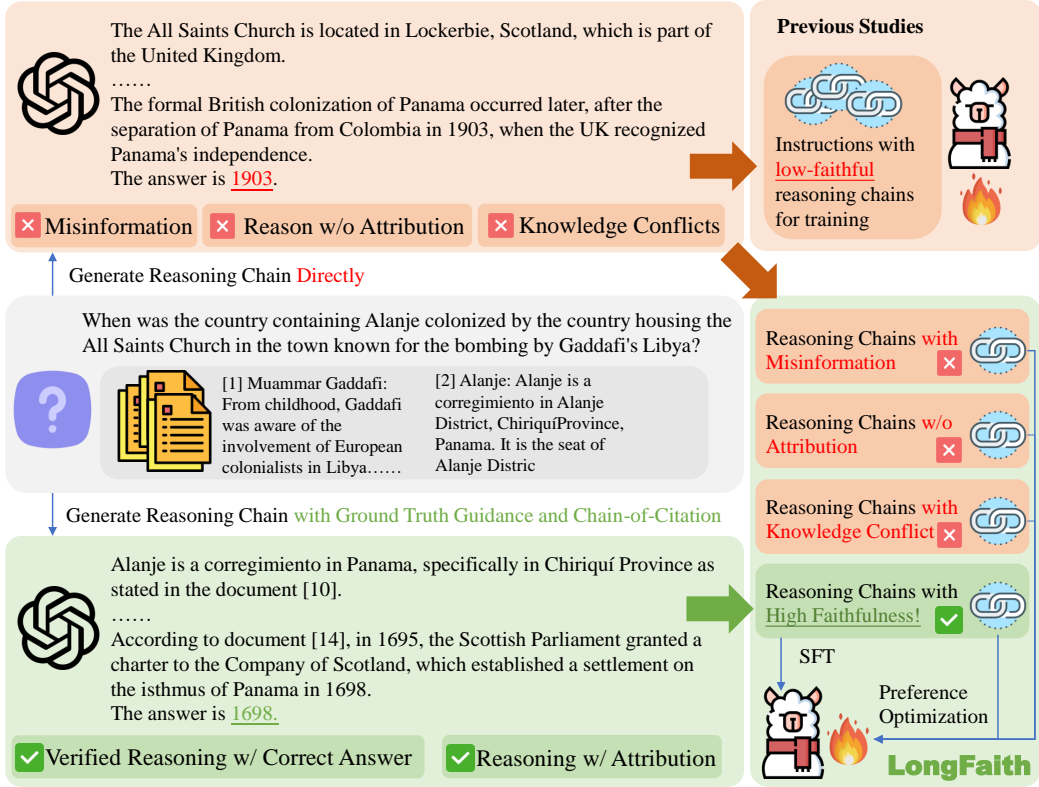 The All Saints Church is located in Lockerbie, Scotland, which is part of
the United Kingdom.
……
The formal British colonization of Panama occurred later, after the
separation of Panama from Colombia in 1903, when the UK recognized
Panama's independence.
The answer is 1903.
Misinformation
Reason w/o Attribution
Knowledge Conflicts
Previous Studies
Instructions with
low-faithful
reasoning chains
for training
Generate Reasoning Chain Directly
When was the country containing Alanje colonized by the country housing the
All Saints Church in the town known for the bombing by Gaddafi's Libya?
?
[1] Muammar Gaddafi:
From childhood, Gaddafi
was aware of the
involvement of European
colonialists in Libya……
[2] Alanje: Alanje is a
corregimiento in Alanje
District, ChiriquíProvince,
Panama. It is the seat of
Alanje Distric
Generate Reasoning Chain with Ground Truth Guidance and Chain-of-Citation
Alanje is a corregimiento in Panama, specifically in Chiriquí Province as
stated in the document [10].
……
According to document [14], in 1695, the Scottish Parliament granted a
charter to the Company of Scotland, which established a settlement on
the isthmus of Panama in 1698.
The answer is 1698.
Verified Reasoning w/ Correct Answer
Reasoning w/ Attribution
Reasoning Chains with
Misinformation
Reasoning Chains w/o
Attribution
Reasoning Chains with
Knowledge Conflict
Reasoning Chains with
High Faithfulness!
SFT
Preference
Optimization
LongFaith